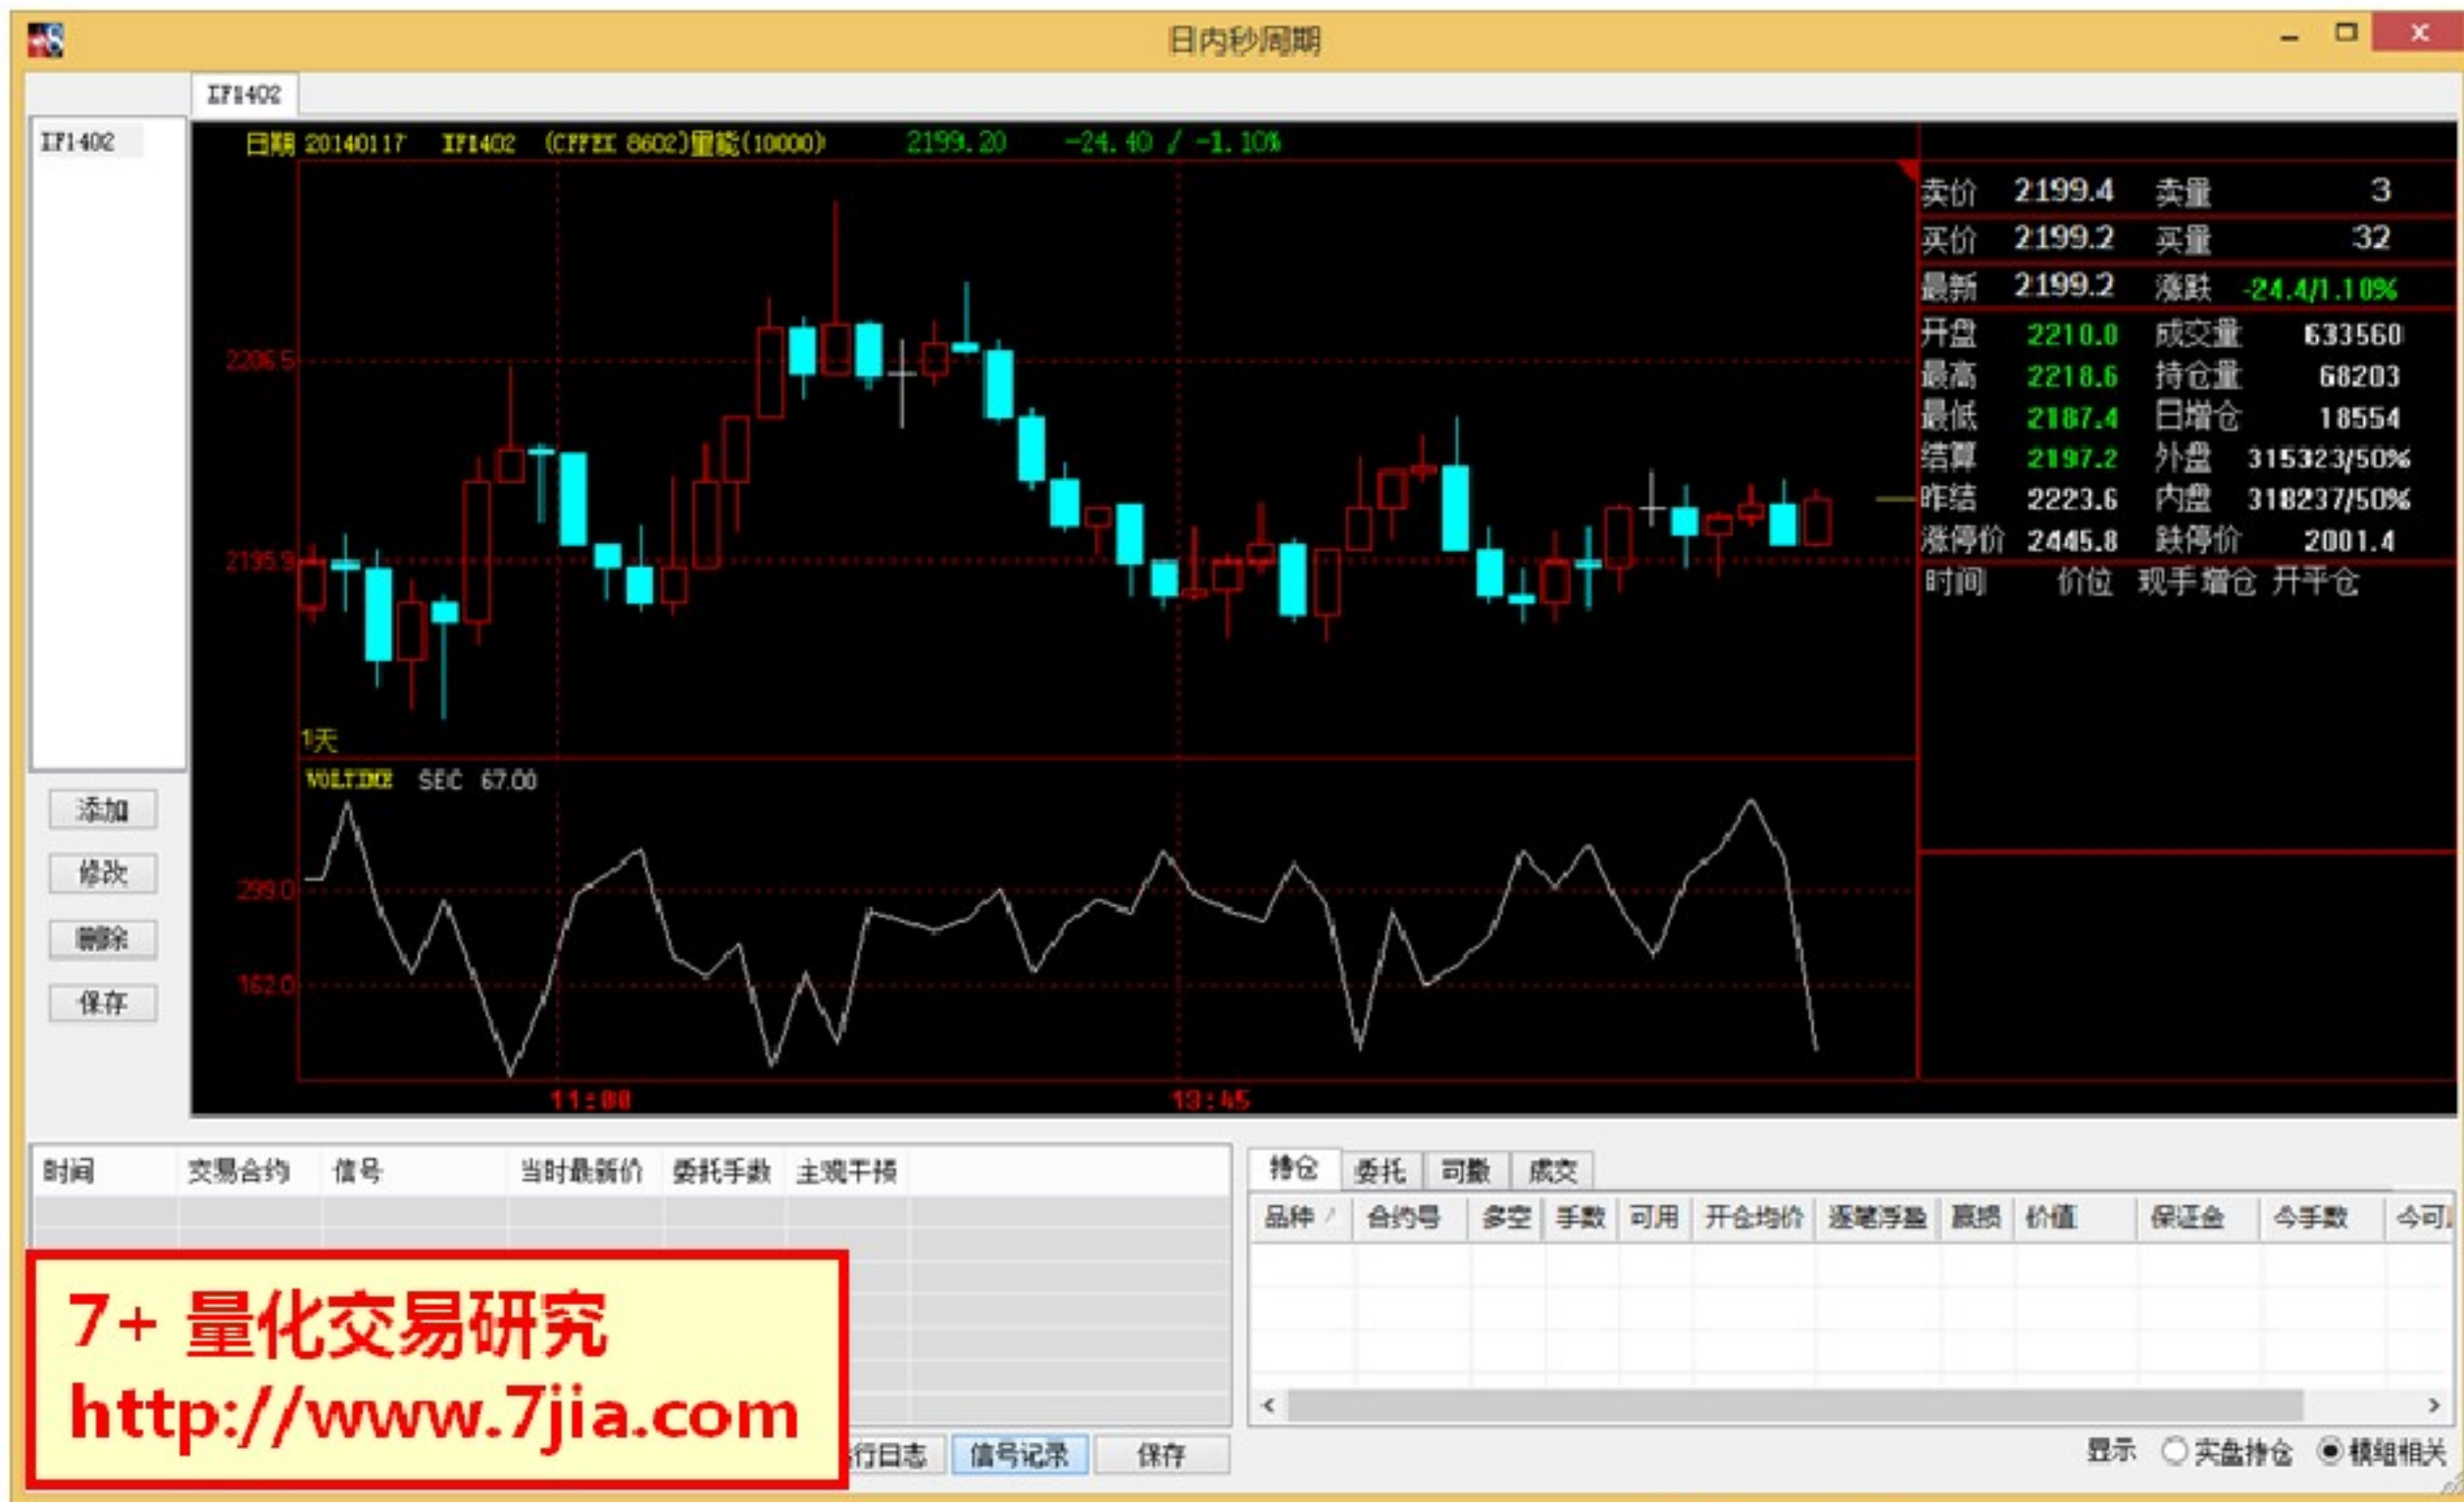 日内秒周期
IF1402
IF1402
日期 20140117 IF1402 (CFFEX 8602)量能(10000) 2199.20 -24.40 / -1.10%
卖价 2199.4 卖量 3
买价 2199.2 买量 32
最新 2199.2 涨跌 -24.4/1.10%
开盘 2210.0 成交量 633560
最高 2218.6 持仓量 68203
最低 2187.4 日增仓 18554
结算 2197.2 外盘 315323/50%
昨结 2223.6 内盘 318237/50%
涨停价 2445.8 跌停价 2001.4
时间 价位 现手 增仓 开平仓
2206.5
2195.9
1天
VOLTIME SEC 67.00
299.0
162.0
11:00 13:45
添加
修改
删除
保存
时间 交易合约 信号 当时最新价 委托手数 主观干预
持仓 委托 可撤 成交
品种 合约号 多空 手数 可用 开仓均价 逐笔浮盈 赢损 价值 保证金 今手数 今可
7+ 量化交易研究
http://www.7jia.com
行日志 信号记录 保存
显示 实盘持仓 模组相关